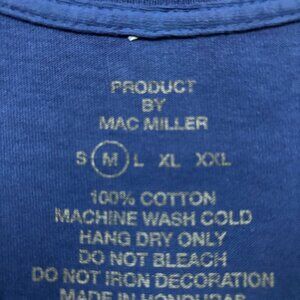 PRODUCT
BY
MAC MILLER
S M L XL XXL
100% COTTON
MACHINE WASH COLD
HANG DRY ONLY
DO NOT BLEACH
DO NOT IRON DECORATION
MADE IN HONDURAS